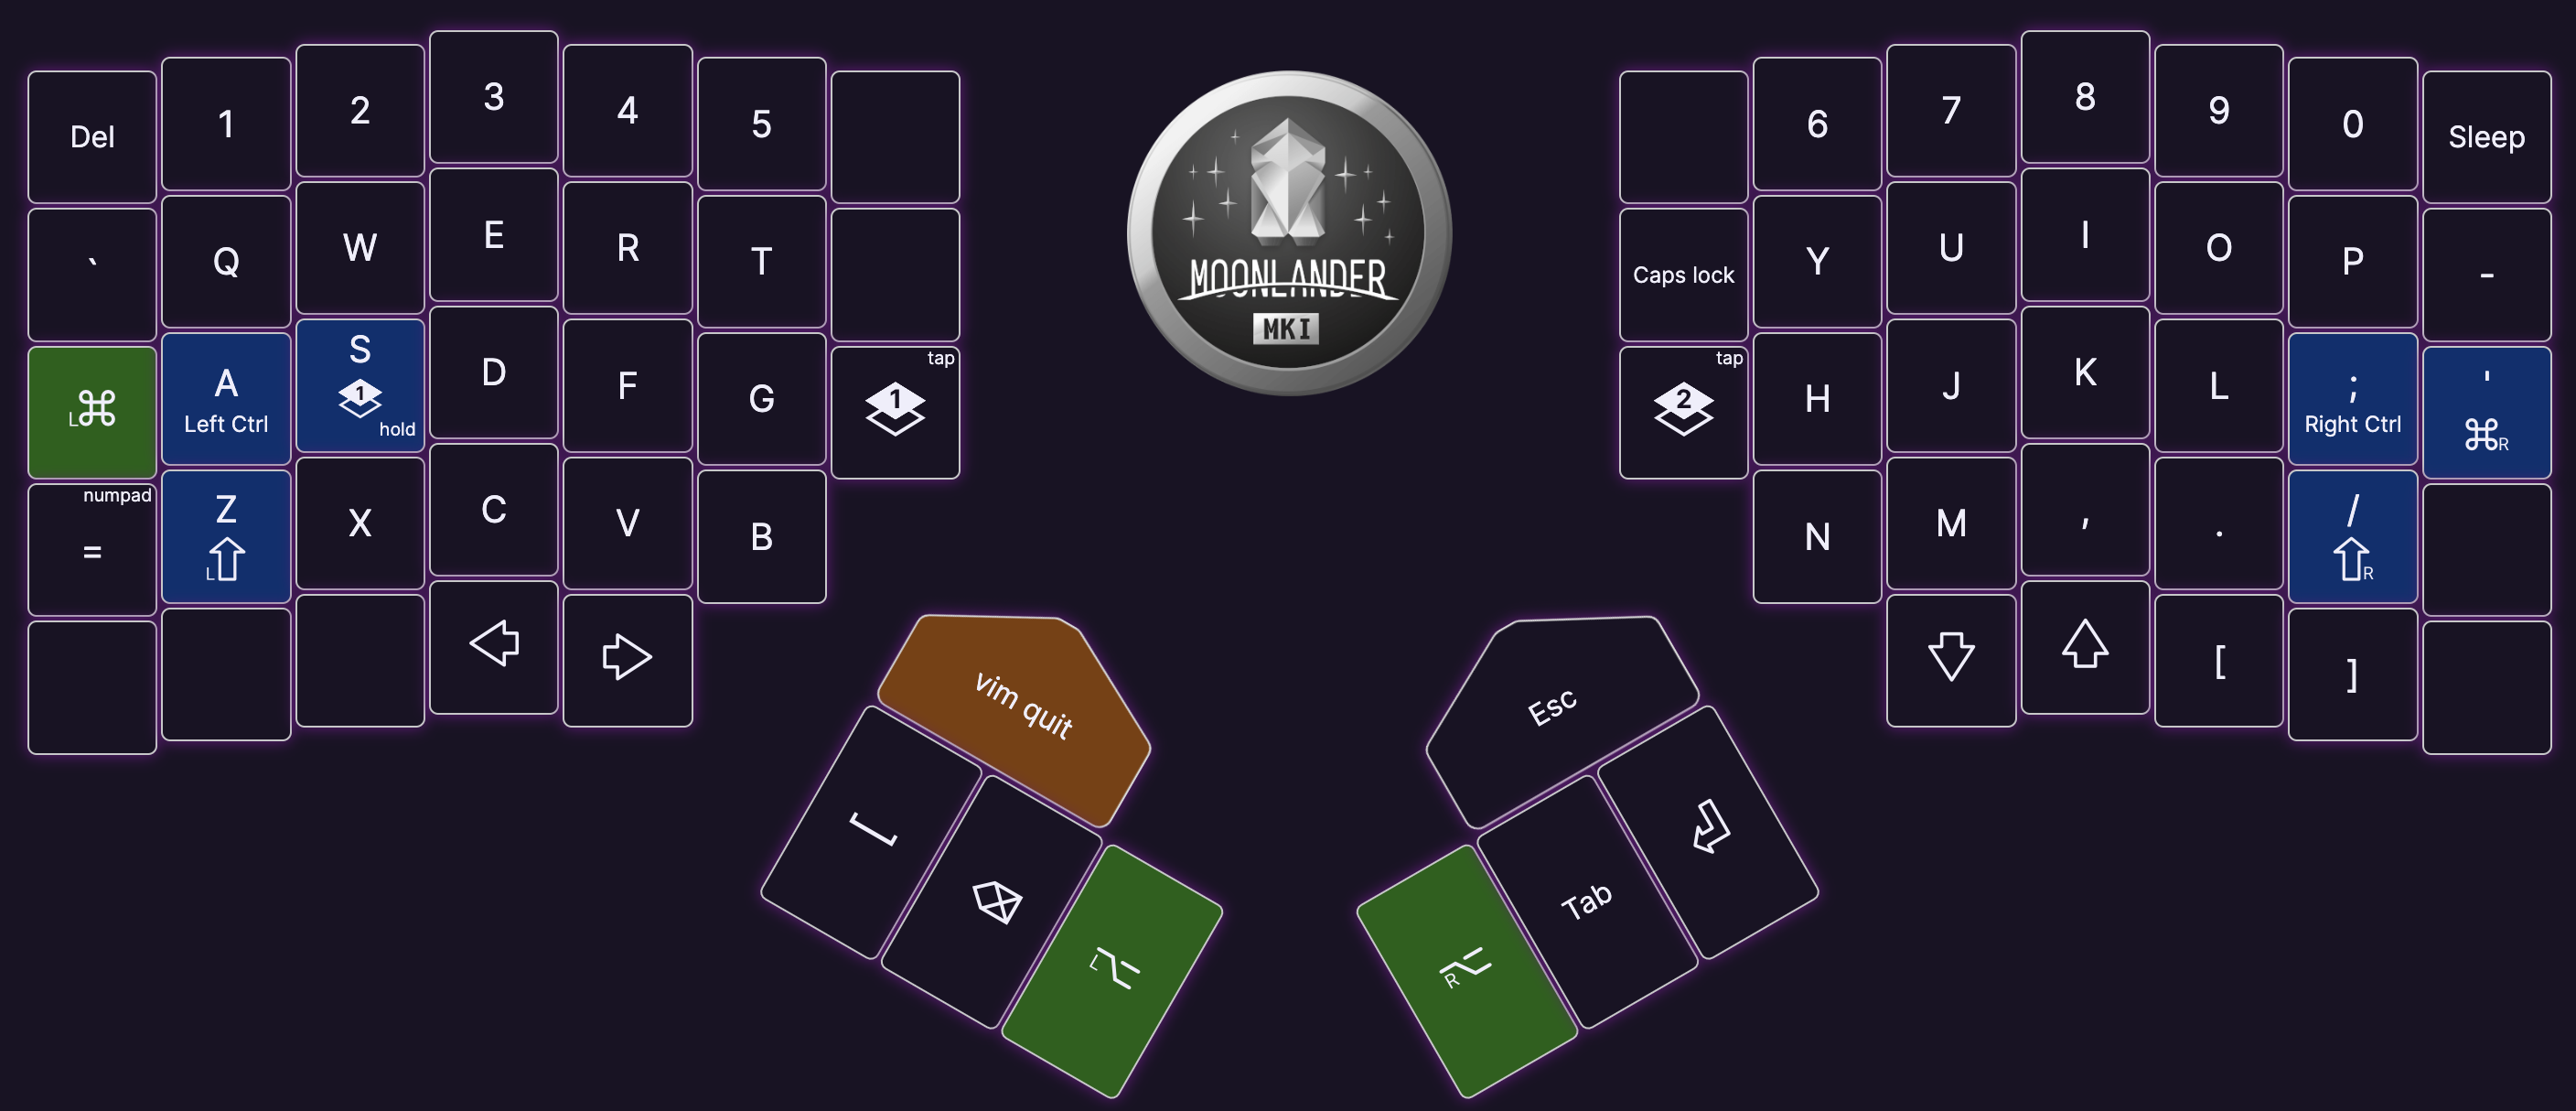 Del 1 2 3 4 5 6 7 8 9 0 Sleep
` Q W E R T Caps lock Y U I O P -
L⌘ A S D F G tap tap H J K L ; '
Left Ctrl 1 hold 1 2 Right Ctrl ⌘R
numpad Z X C V B N M , . / 
= L R
[ ]
MOONLANDER
MKI
vim quit Esc
Tab
L⌥ R⌥